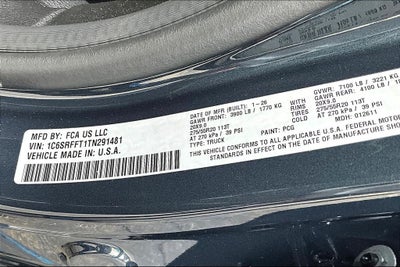 MFD BY: FCA US LLC
VIN: 1C6SRFFT1TN291481
VEHICLE MADE IN: U.S.A.
DATE OF MFR (BUILT): 1-26
GAWR FRONT: 3900 LB / 1770 KG
20X9.0
275/55R20 113T
AT 270 kPa / 39 PSI
TYPE: TRUCK
PAINT: PCG
GVWR: 7100 LB / 3221 KG
GAWR REAR: 4100 LB
WITH
RIMS 20X9.0
TIRES 275/55R20 113T
COLD AT 270 kPa / 39 PSI
MDH: 012611
THIS VEHICLE CONFORMS TO ALL APPLICABLE U.S.A. FEDERAL MOTOR
STANDARDS IN EFFECT ON THE DATE OF MANUFACTURE SHOWN